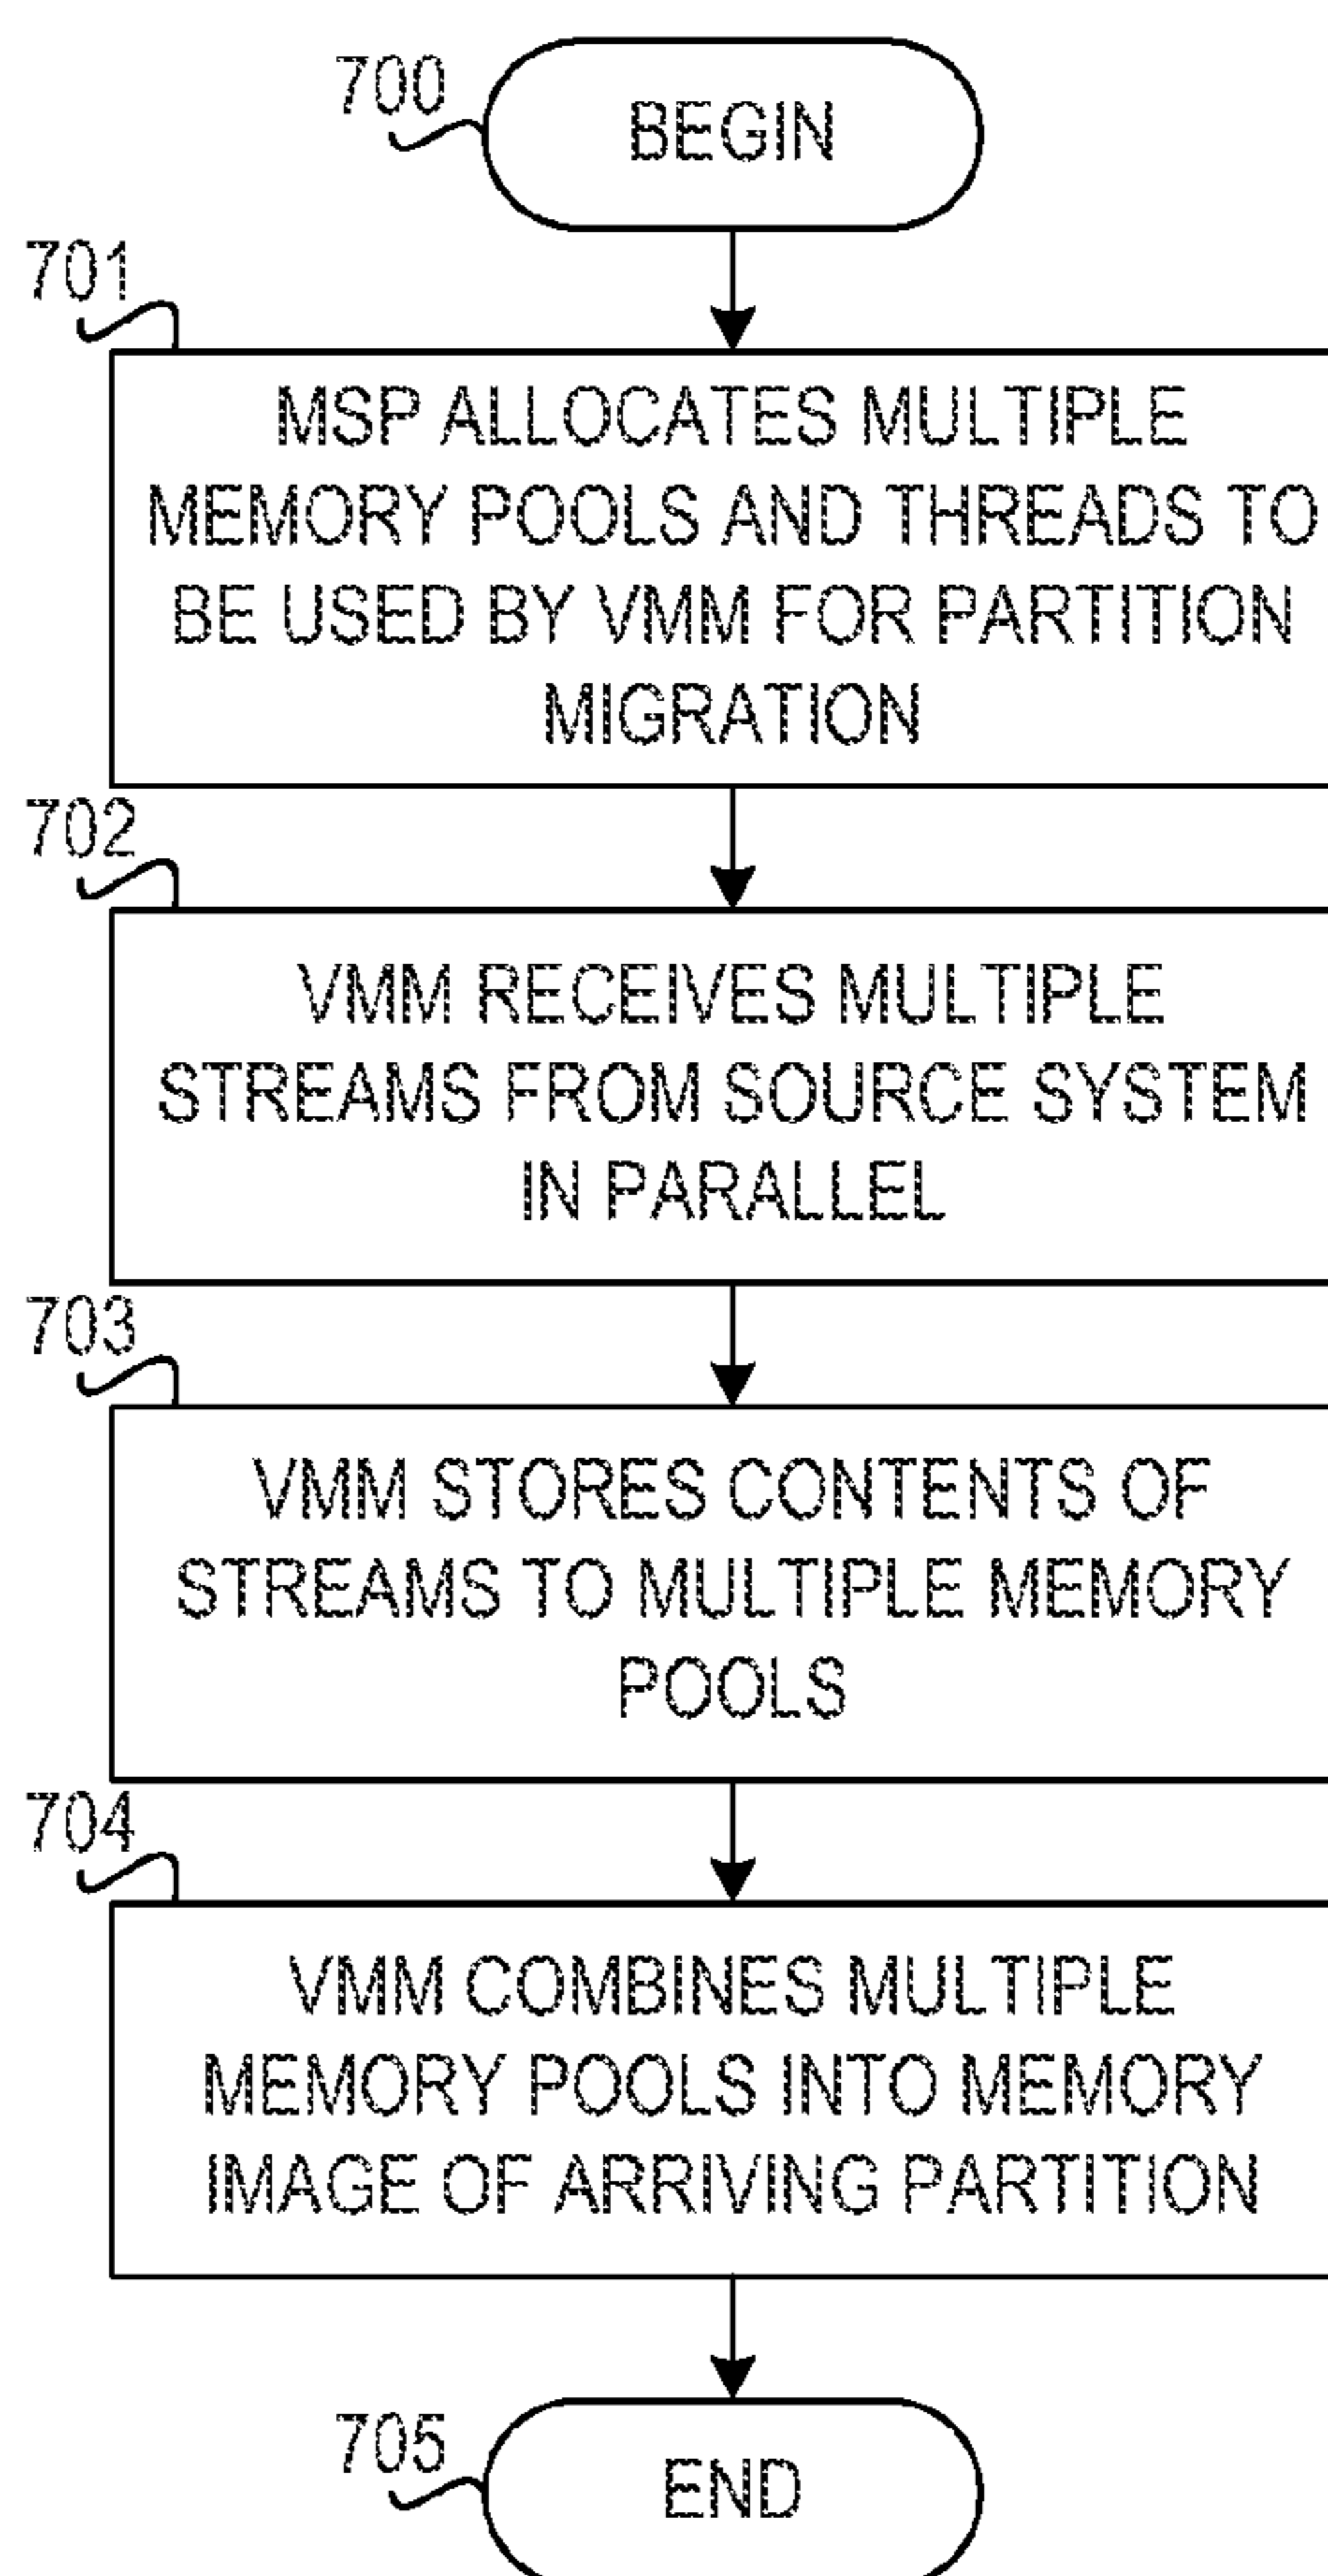 700
BEGIN
701
MSP ALLOCATES MULTIPLE
MEMORY POOLS AND THREADS TO
BE USED BY VMM FOR PARTITION
MIGRATION
702
VMM RECEIVES MULTIPLE
STREAMS FROM SOURCE SYSTEM
IN PARALLEL
703
VMM STORES CONTENTS OF
STREAMS TO MULTIPLE MEMORY
POOLS
704
VMM COMBINES MULTIPLE
MEMORY POOLS INTO MEMORY
IMAGE OF ARRIVING PARTITION
705
END